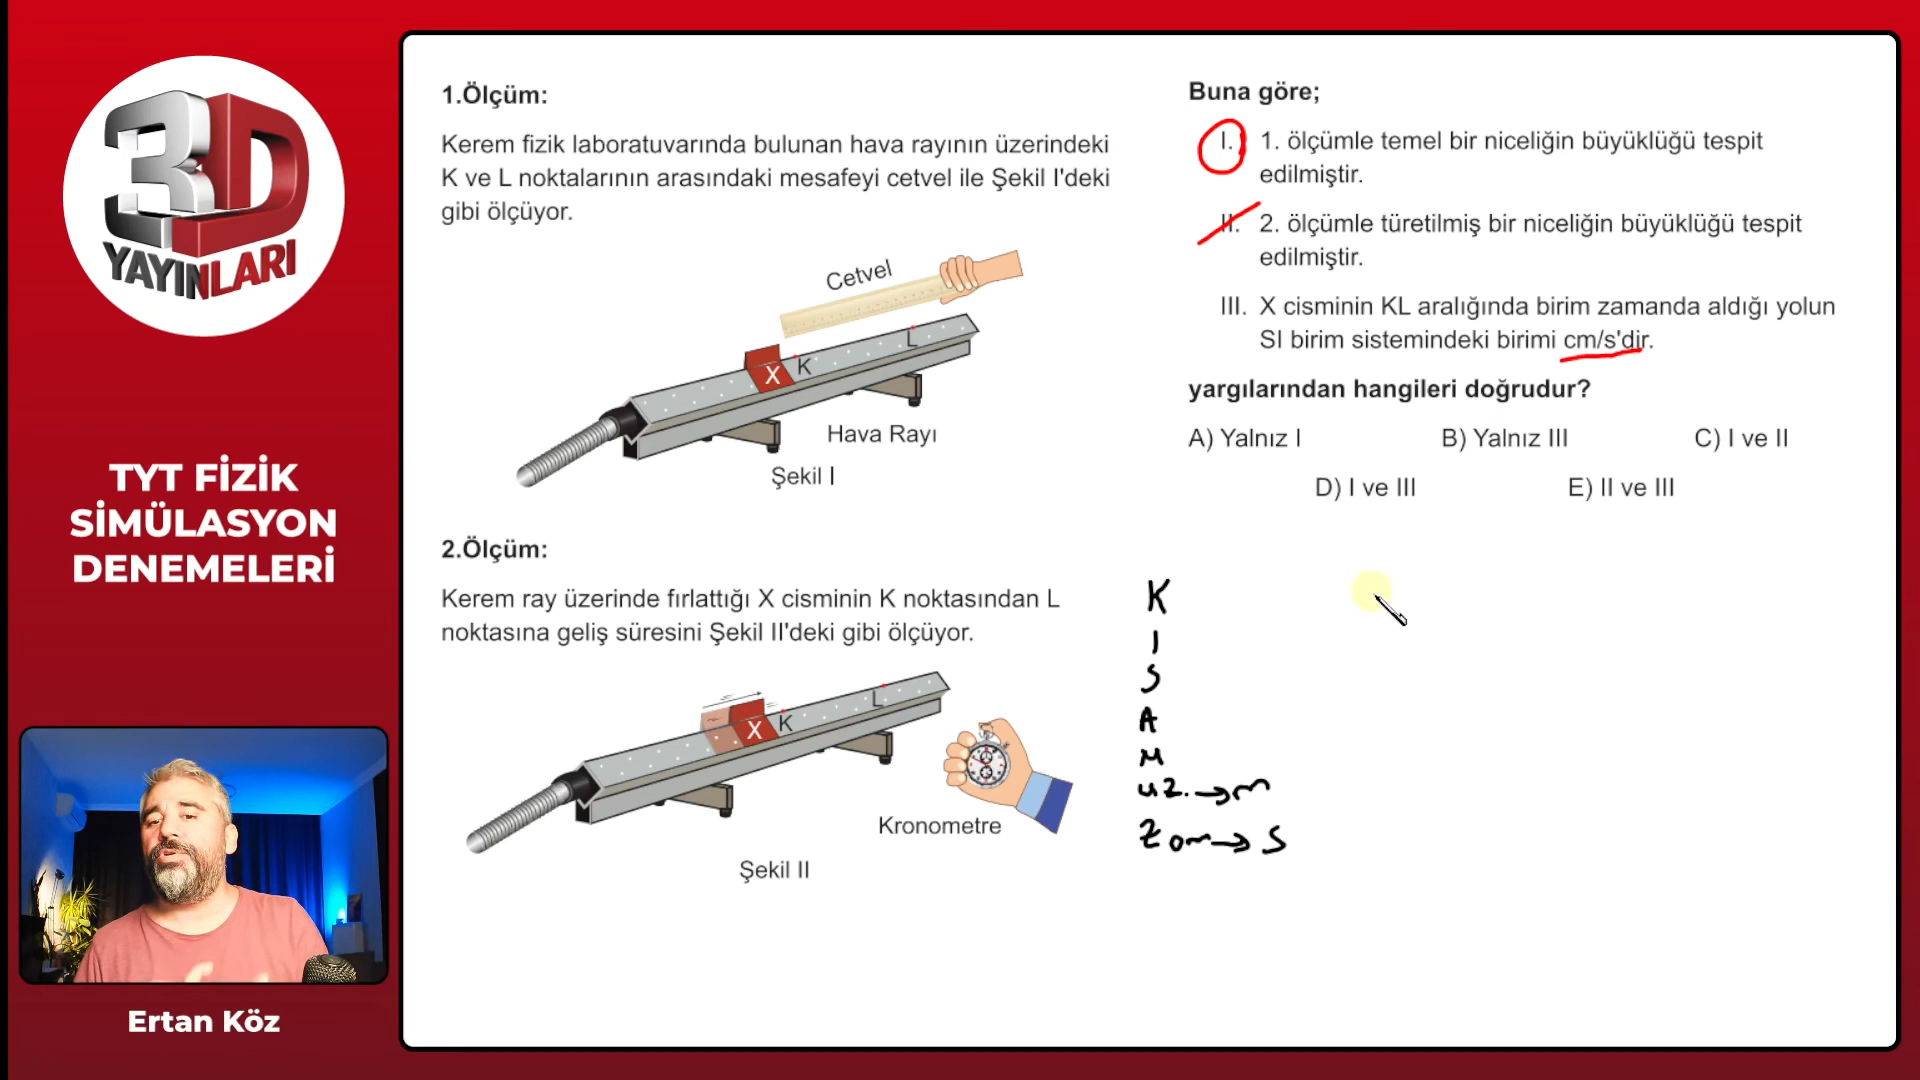 3D
YAYINLARI
TYT FİZİK
SİMÜLASYON
DENEMELERİ
Ertan Köz
1.Ölçüm:
Kerem fizik laboratuvarında bulunan hava rayının üzerindeki
K ve L noktalarının arasındaki mesafeyi cetvel ile Şekil I'deki
gibi ölçüyor.
Cetvel
L
K
X
Hava Rayı
Şekil I
2.Ölçüm:
Kerem ray üzerinde fırlattığı X cisminin K noktasından L
noktasına geliş süresini Şekil II'deki gibi ölçüyor.
L
K
X
Kronometre
Şekil II
Buna göre;
I. 1. ölçümle temel bir niceliğin büyüklüğü tespit
edilmiştir.
II. 2. ölçümle türetilmiş bir niceliğin büyüklüğü tespit
edilmiştir.
III. X cisminin KL aralığında birim zamanda aldığı yolun
SI birim sistemindeki birimi cm/s'dir.
yargılarından hangileri doğrudur?
A) Yalnız I B) Yalnız III C) I ve II
D) I ve III E) II ve III
K
I
S
A
M
uz. → m
Zam → s